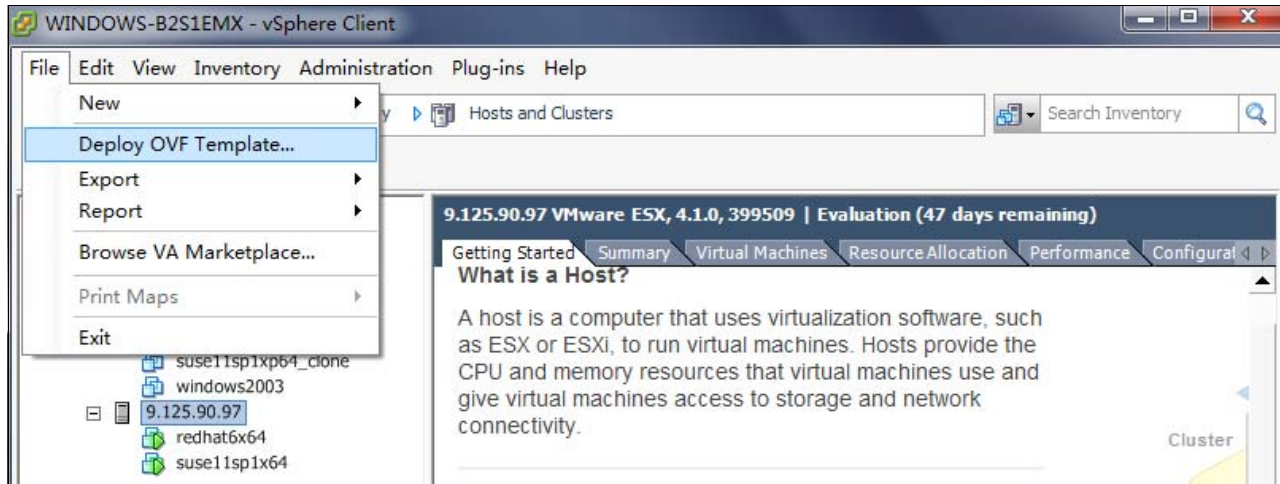 WINDOWS-B2S1EMX - vSphere Client
File Edit View Inventory Administration Plug-ins Help
New
y Hosts and Clusters
Search Inventory
Deploy OVF Template...
Export
Report
Browse VA Marketplace...
Print Maps
Exit
suse11sp1xp64_clone
windows2003
9.125.90.97
redhat6x64
suse11sp1x64
9.125.90.97 VMware ESX, 4.1.0, 399509 | Evaluation (47 days remaining)
Getting Started Summary Virtual Machines Resource Allocation Performance Configurat
What is a Host?
A host is a computer that uses virtualization software, such
as ESX or ESXi, to run virtual machines. Hosts provide the
CPU and memory resources that virtual machines use and
give virtual machines access to storage and network
connectivity.
Cluster